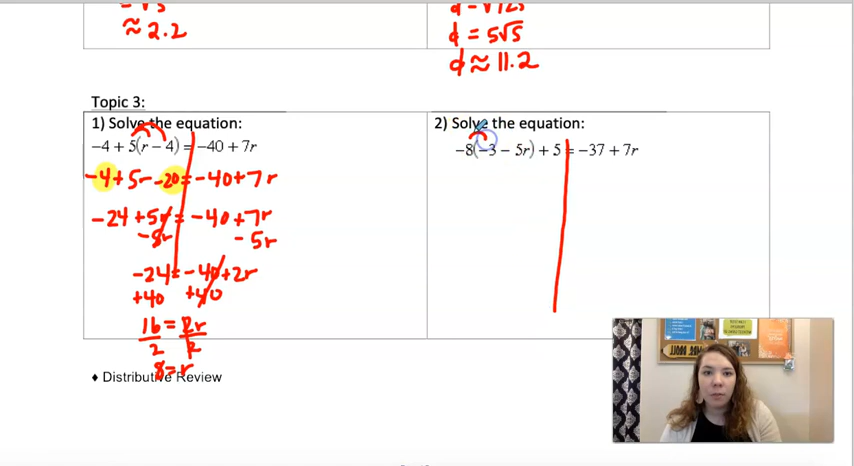 ≈ 2.2
d = 5√5
d ≈ 11.2
Topic 3:
1) Solve the equation:
−4 + 5(r − 4) = −40 + 7r
-4+5r-20=-40+7r
-24+5r=-40+7r
-5r -5r
-24=-40+2r
+40 +40
16=2r
2 2
8=r
2) Solve the equation:
−8(−3 − 5r) + 5 = −37 + 7r
♦ Distributive Review